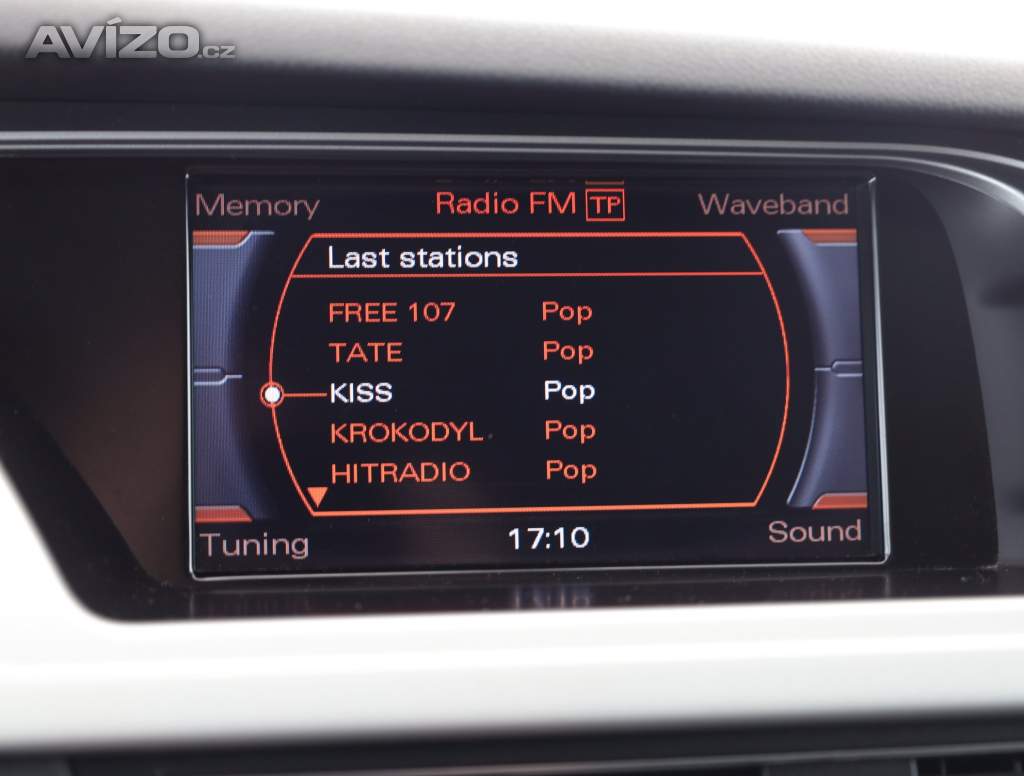 AVÍZO.cz
Memory Radio FM TP Waveband
Last stations
FREE 107 Pop
TATE Pop
KISS Pop
KROKODYL Pop
HITRADIO Pop
Tuning 17:10 Sound